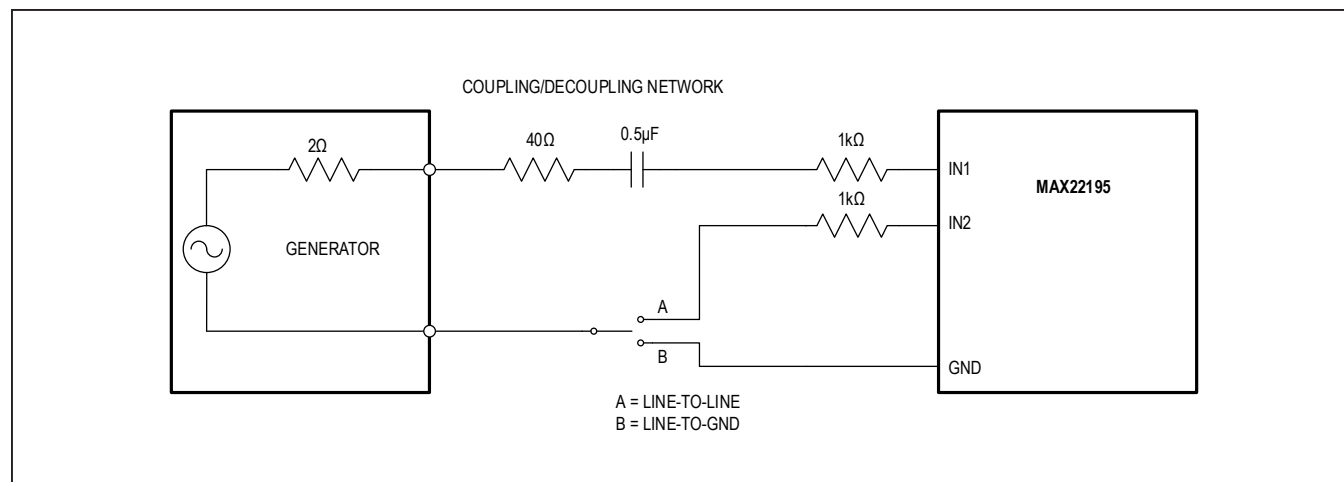 COUPLING/DECOUPLING NETWORK
2Ω
40Ω
0.5µF
1kΩ
IN1
MAX22195
1kΩ
IN2
GENERATOR
A
B
GND
A = LINE-TO-LINE
B = LINE-TO-GND